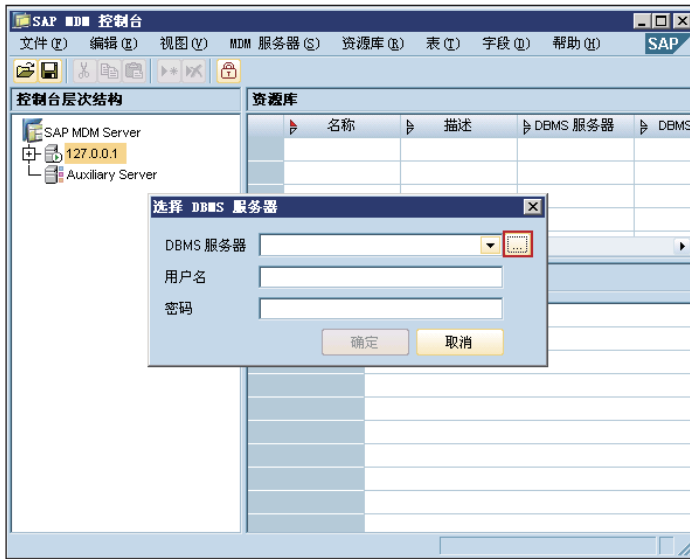 SAP MDM 控制台
文件(F) 编辑(E) 视图(V) MDM 服务器(S) 资源库(R) 表(T) 字段(D) 帮助(H) SAP
控制台层次结构
资源库
名称 描述 DBMS 服务器 DBMS
SAP MDM Server
127.0.0.1
Auxiliary Server
选择 DBMS 服务器
DBMS 服务器
...
用户名
密码
确定 取消